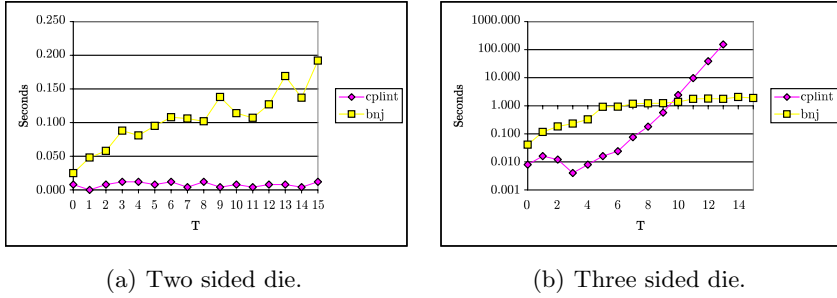 0.250
0.200
0.150
0.100
0.050
0.000
Seconds
0 1 2 3 4 5 6 7 8 9 10 11 12 13 14 15
T
cplint
bnj
(a) Two sided die.
1000.000
100.000
10.000
1.000
0.100
0.010
0.001
Seconds
0 2 4 6 8 10 12 14
T
cplint
bnj
(b) Three sided die.